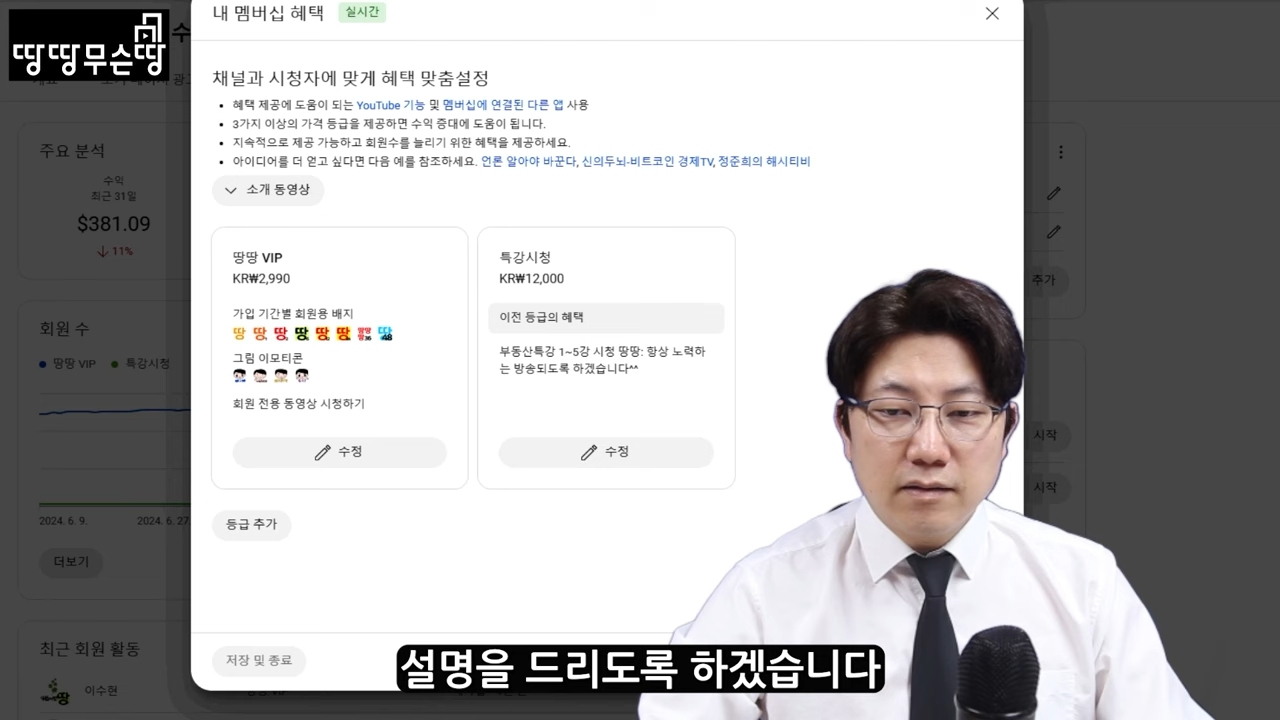 땅땅무슨땅
수
내 멤버십 혜택
실시간
채널과 시청자에 맞게 혜택 맞춤설정
혜택 제공에 도움이 되는 YouTube 기능 및 멤버십에 연결된 다른 앱 사용
3가지 이상의 가격 등급을 제공하면 수익 증대에 도움이 됩니다.
지속적으로 제공 가능하고 회원수를 늘리기 위한 혜택을 제공하세요.
아이디어를 더 얻고 싶다면 다음 예를 참조하세요. 언론 알아야 바꾼다, 신의두뇌-비트코인 경제TV, 정준희의 해시티비
소개 동영상
주요 분석
수익
최근 31일
$381.09
11%
땅땅 VIP
KR₩2,990
가입 기간별 회원용 배지
그림 이모티콘
회원 전용 동영상 시청하기
수정
특강시청
KR₩12,000
이전 등급의 혜택
부동산특강 1~5강 시청 땅땅: 항상 노력하
는 방송되도록 하겠습니다^^
수정
추가
회원 수
땅땅 VIP
특강시청
시작
시작
2024. 6. 9.
2024. 6. 27
등급 추가
더보기
최근 회원 활동
이수현
저장 및 종료
설명을 드리도록 하겠습니다